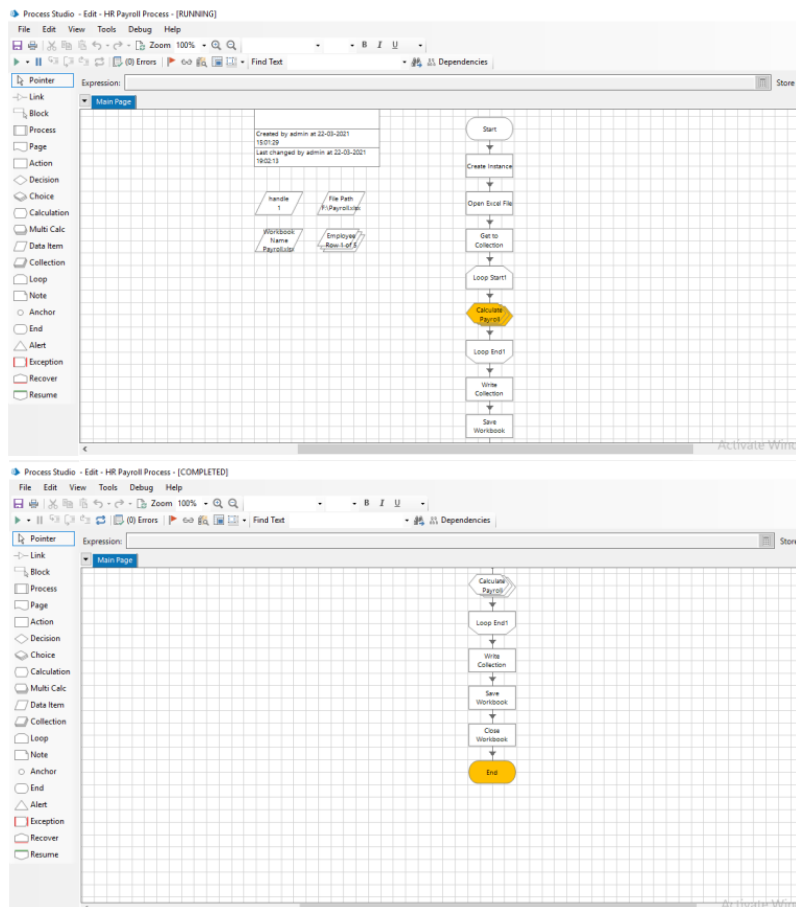 Process Studio - Edit - HR Payroll Process - [RUNNING]
File Edit View Tools Debug Help
Zoom 100% B I U
(0) Errors Find Text Dependencies
Pointer
Expression: Store
Link
Main Page
Block
Process
Page
Action
Decision
Choice
Calculation
Multi Calc
Data Item
Collection
Loop
Note
Anchor
End
Alert
Exception
Recover
Resume
Created by admin at 22-03-2021
15:01:29
Last changed by admin at 22-03-2021
19:02:13
handle
1
File Path
F:\Payroll.xlsx
Workbook
Name
Payroll.xlsx
Employee
Row 1 of 5
Start
Create Instance
Open Excel File
Get to
Collection
Loop Start1
Calculate
Payroll
Loop End1
Write
Collection
Save
Workbook
Activate Wind
Process Studio - Edit - HR Payroll Process - [COMPLETED]
File Edit View Tools Debug Help
Zoom 100% B I U
(0) Errors Find Text Dependencies
Pointer
Expression: Store
Link
Main Page
Block
Process
Page
Action
Decision
Choice
Calculation
Multi Calc
Data Item
Collection
Loop
Note
Anchor
End
Alert
Exception
Recover
Resume
Calculate
Payroll
Loop End1
Write
Collection
Save
Workbook
Close
Workbook
End